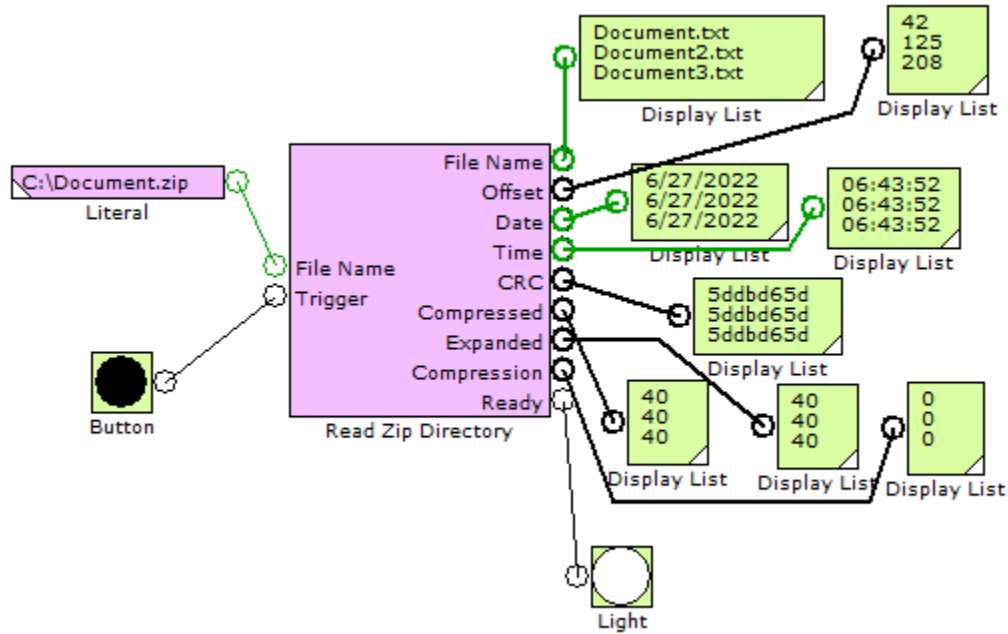 Document.txt
Document2.txt
Document3.txt
Display List
42
125
208
Display List
C:\Document.zip
Literal
File Name
Trigger
Button
File Name
Offset
Date
Time
CRC
Compressed
Expanded
Compression
Ready
Read Zip Directory
6/27/2022
6/27/2022
6/27/2022
Display List
06:43:52
06:43:52
06:43:52
Display List
5ddbd65d
5ddbd65d
5ddbd65d
Display List
40
40
40
Display List
40
40
40
Display List
0
0
0
Display List
Light